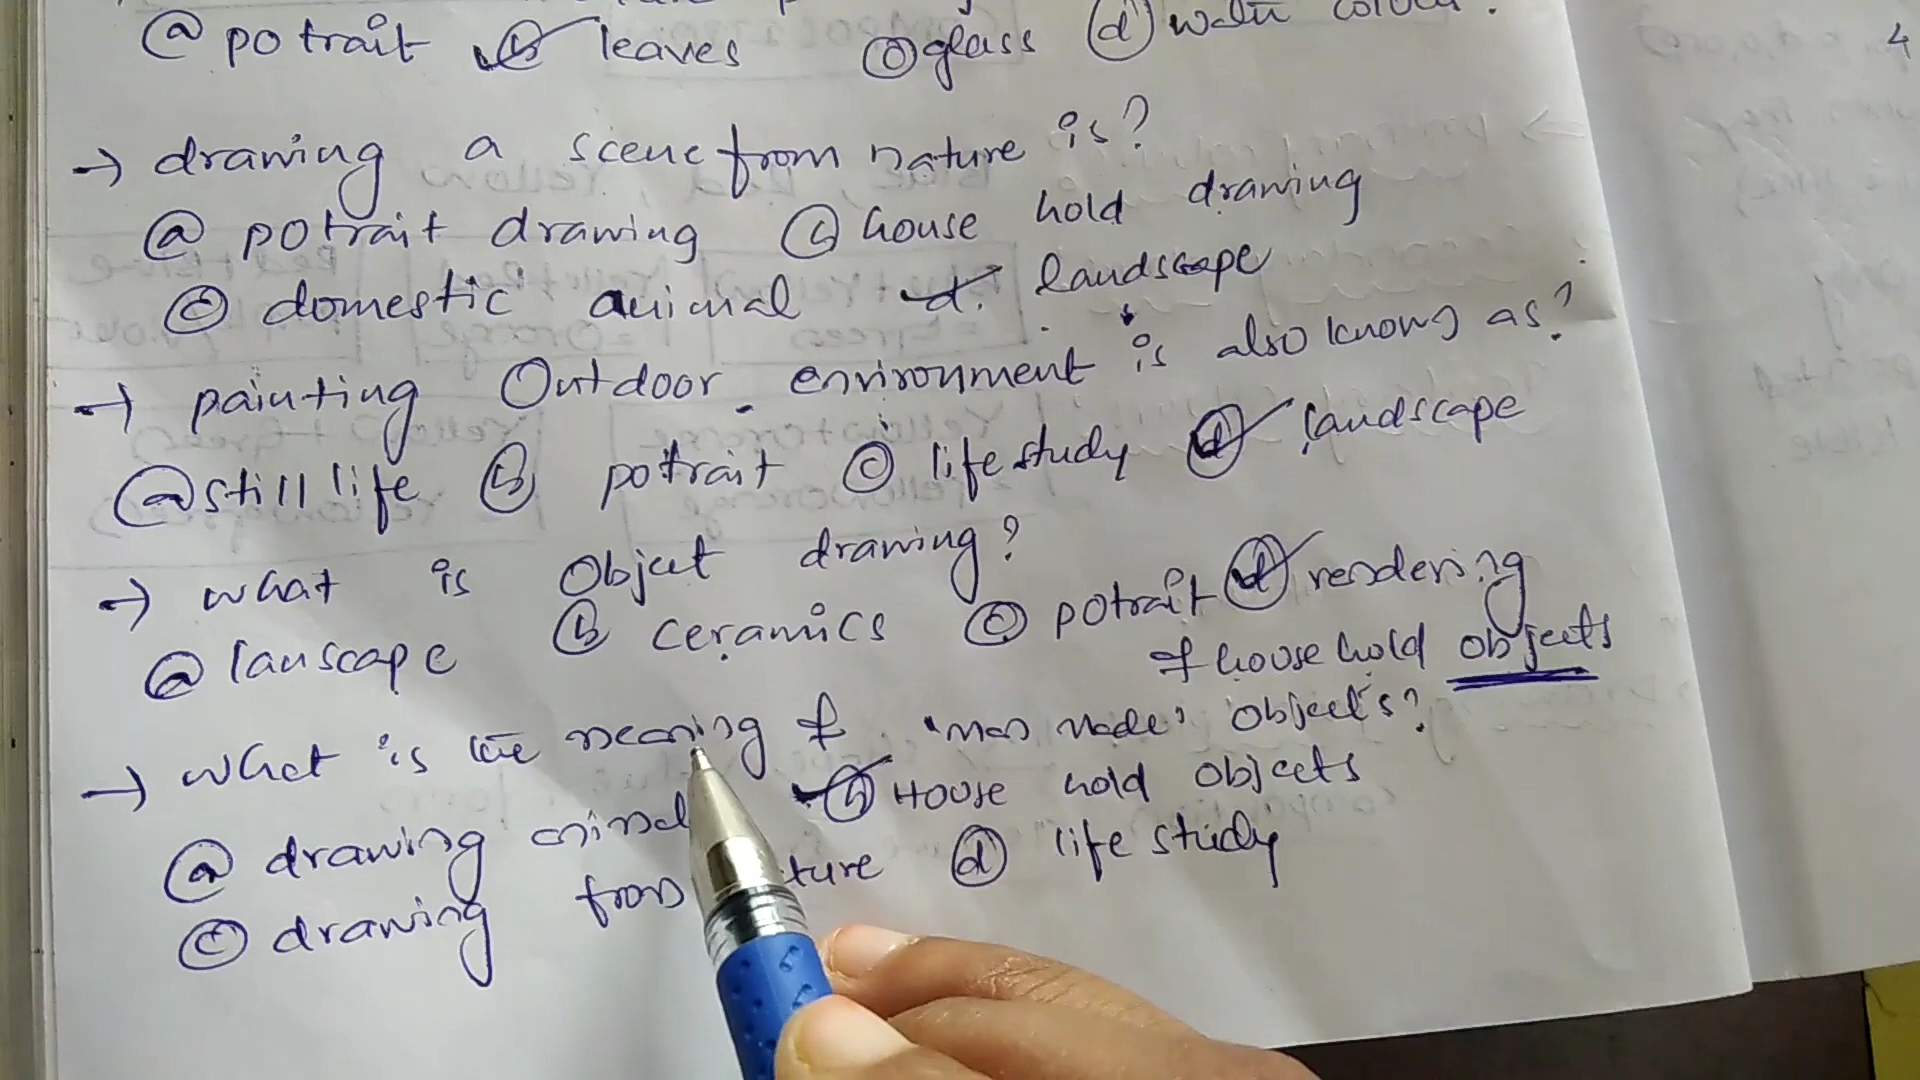 ⓐ potrait ⓑ leaves ⓒ glass ⓓ water colour.
→ drawing a scene from nature is?
ⓐ potrait drawing ⓑ house hold drawing
ⓒ domestic animal d. landscape
→ painting Outdoor environment is also known as?
ⓐ still life ⓑ potrait ⓒ life study ⓓ landscape
→ what is Object drawing?
ⓐ lanscape ⓑ ceramics ⓒ potrait ⓓ rendering
of house hold objects
→ what is the meaning of 'man made' objects?
ⓐ drawing animal ⓑ House hold objects
ⓒ drawing from ture ⓓ life study
4